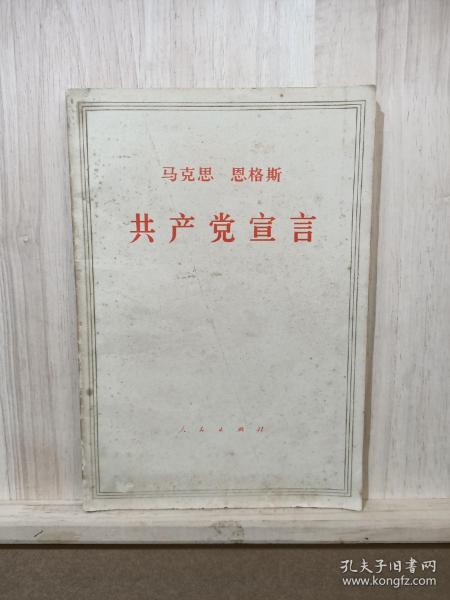 马克思 恩格斯
共产党宣言
人民出版社
孔夫子旧书网
www.kongfz.com